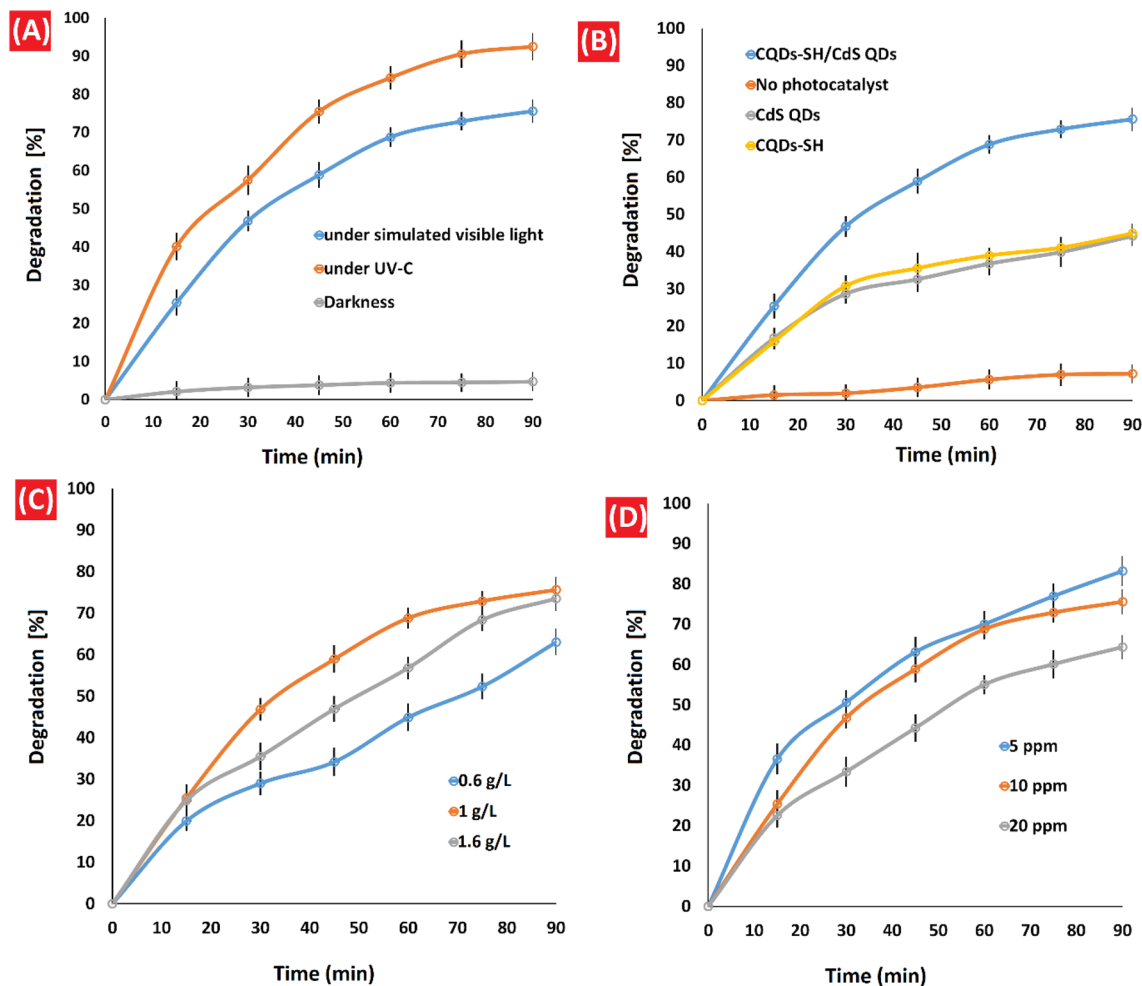 (A)
100
90
80
70
60
50
40
30
20
10
0
Degradation [%]
under simulated visible light
under UV-C
Darkness
0 10 20 30 40 50 60 70 80 90
Time (min)
(B)
100
90
80
70
60
50
40
30
20
10
0
Degradation [%]
CQDs-SH/CdS QDs
No photocatalyst
CdS QDs
CQDs-SH
0 10 20 30 40 50 60 70 80 90
Time (min)
(C)
100
90
80
70
60
50
40
30
20
10
0
Degradation [%]
0.6 g/L
1 g/L
1.6 g/L
0 10 20 30 40 50 60 70 80 90
Time (min)
(D)
100
90
80
70
60
50
40
30
20
10
0
Degradation [%]
5 ppm
10 ppm
20 ppm
0 10 20 30 40 50 60 70 80 90
Time (min)